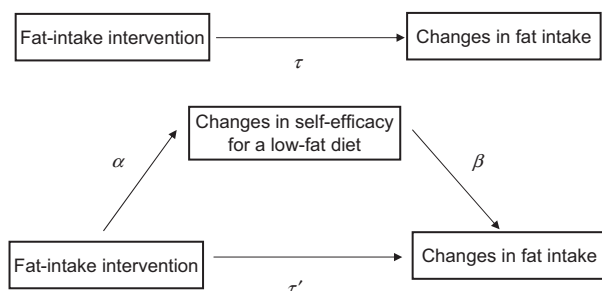 Fat-intake intervention
Changes in fat intake
τ
Changes in self-efficacy
for a low-fat diet
α
β
Fat-intake intervention
Changes in fat intake
τ′